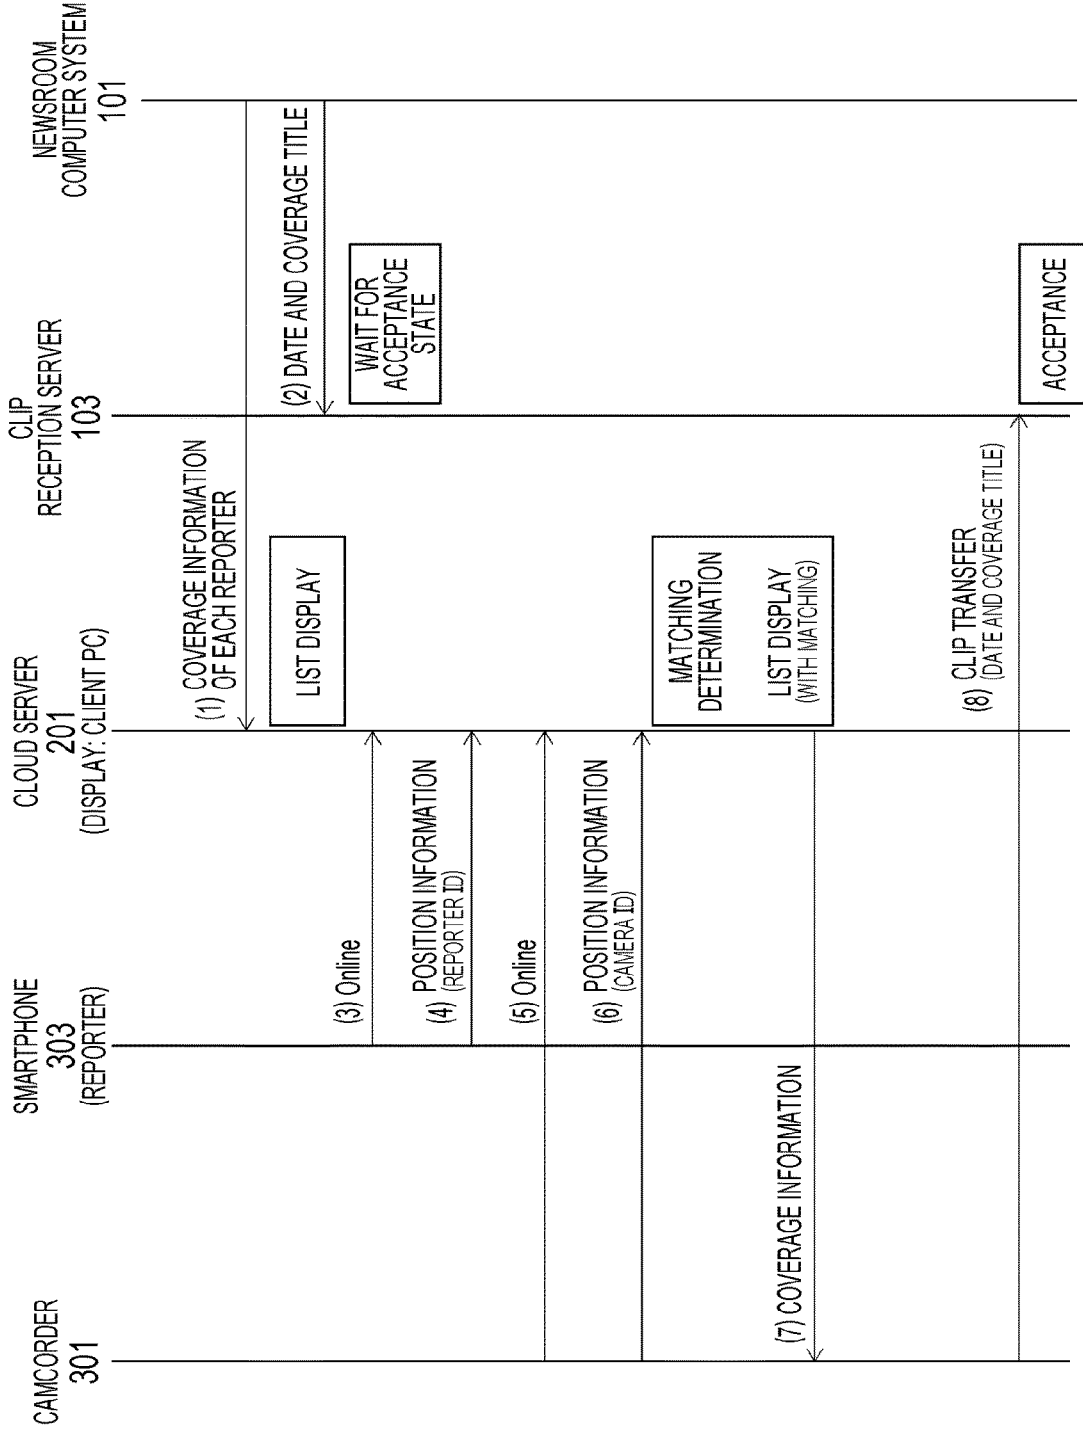 CAMCORDER
301
SMARTPHONE
303
(REPORTER)
CLOUD SERVER
201
(DISPLAY: CLIENT PC)
CLIP
RECEPTION SERVER
103
NEWSROOM
COMPUTER SYSTEM
101
(1) COVERAGE INFORMATION
OF EACH REPORTER
LIST DISPLAY
(2) DATE AND COVERAGE TITLE
WAIT FOR
ACCEPTANCE
STATE
(3) Online
(4) POSITION INFORMATION
(REPORTER ID)
(5) Online
(6) POSITION INFORMATION
(CAMERA ID)
MATCHING
DETERMINATION
LIST DISPLAY
(WITH MATCHING)
(7) COVERAGE INFORMATION
(8) CLIP TRANSFER
(DATE AND COVERAGE TITLE)
ACCEPTANCE